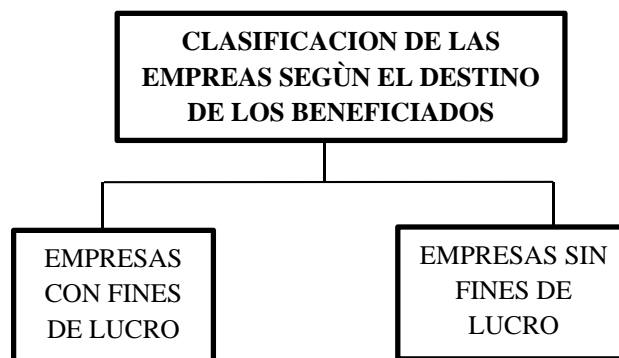 CLASIFICACION DE LAS
EMPREAS SEGÙN EL DESTINO
DE LOS BENEFICIADOS
EMPRESAS
CON FINES
DE LUCRO
EMPRESAS SIN
FINES DE
LUCRO